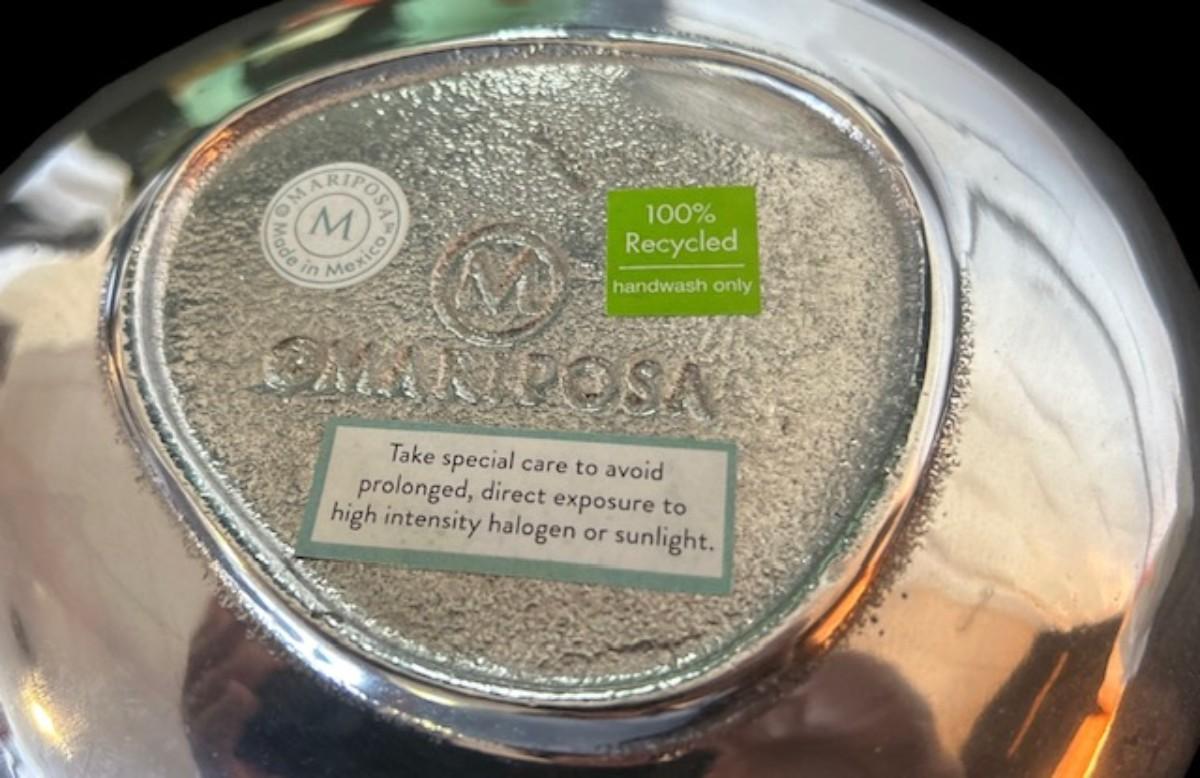 ©MARIPOSA
M
Made in Mexico
100%
Recycled
handwash only
M
©MARIPOSA
Take special care to avoid
prolonged, direct exposure to
high intensity halogen or sunlight.